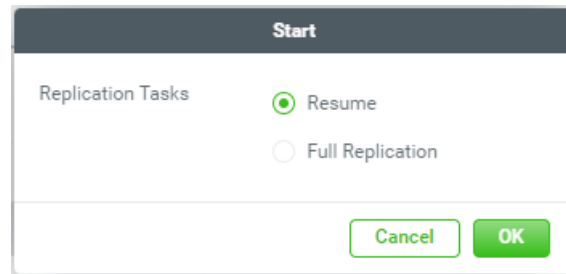 Start
Replication Tasks
Resume
Full Replication
Cancel
OK